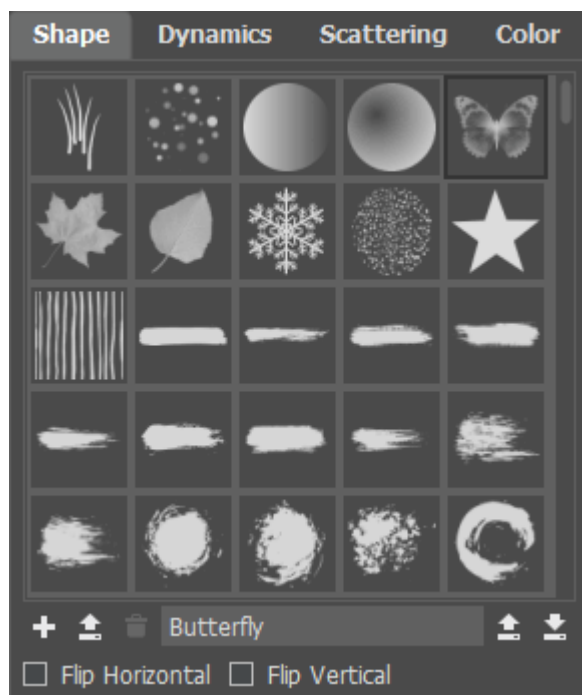 Shape Dynamics Scattering Color
Butterfly
Flip Horizontal Flip Vertical